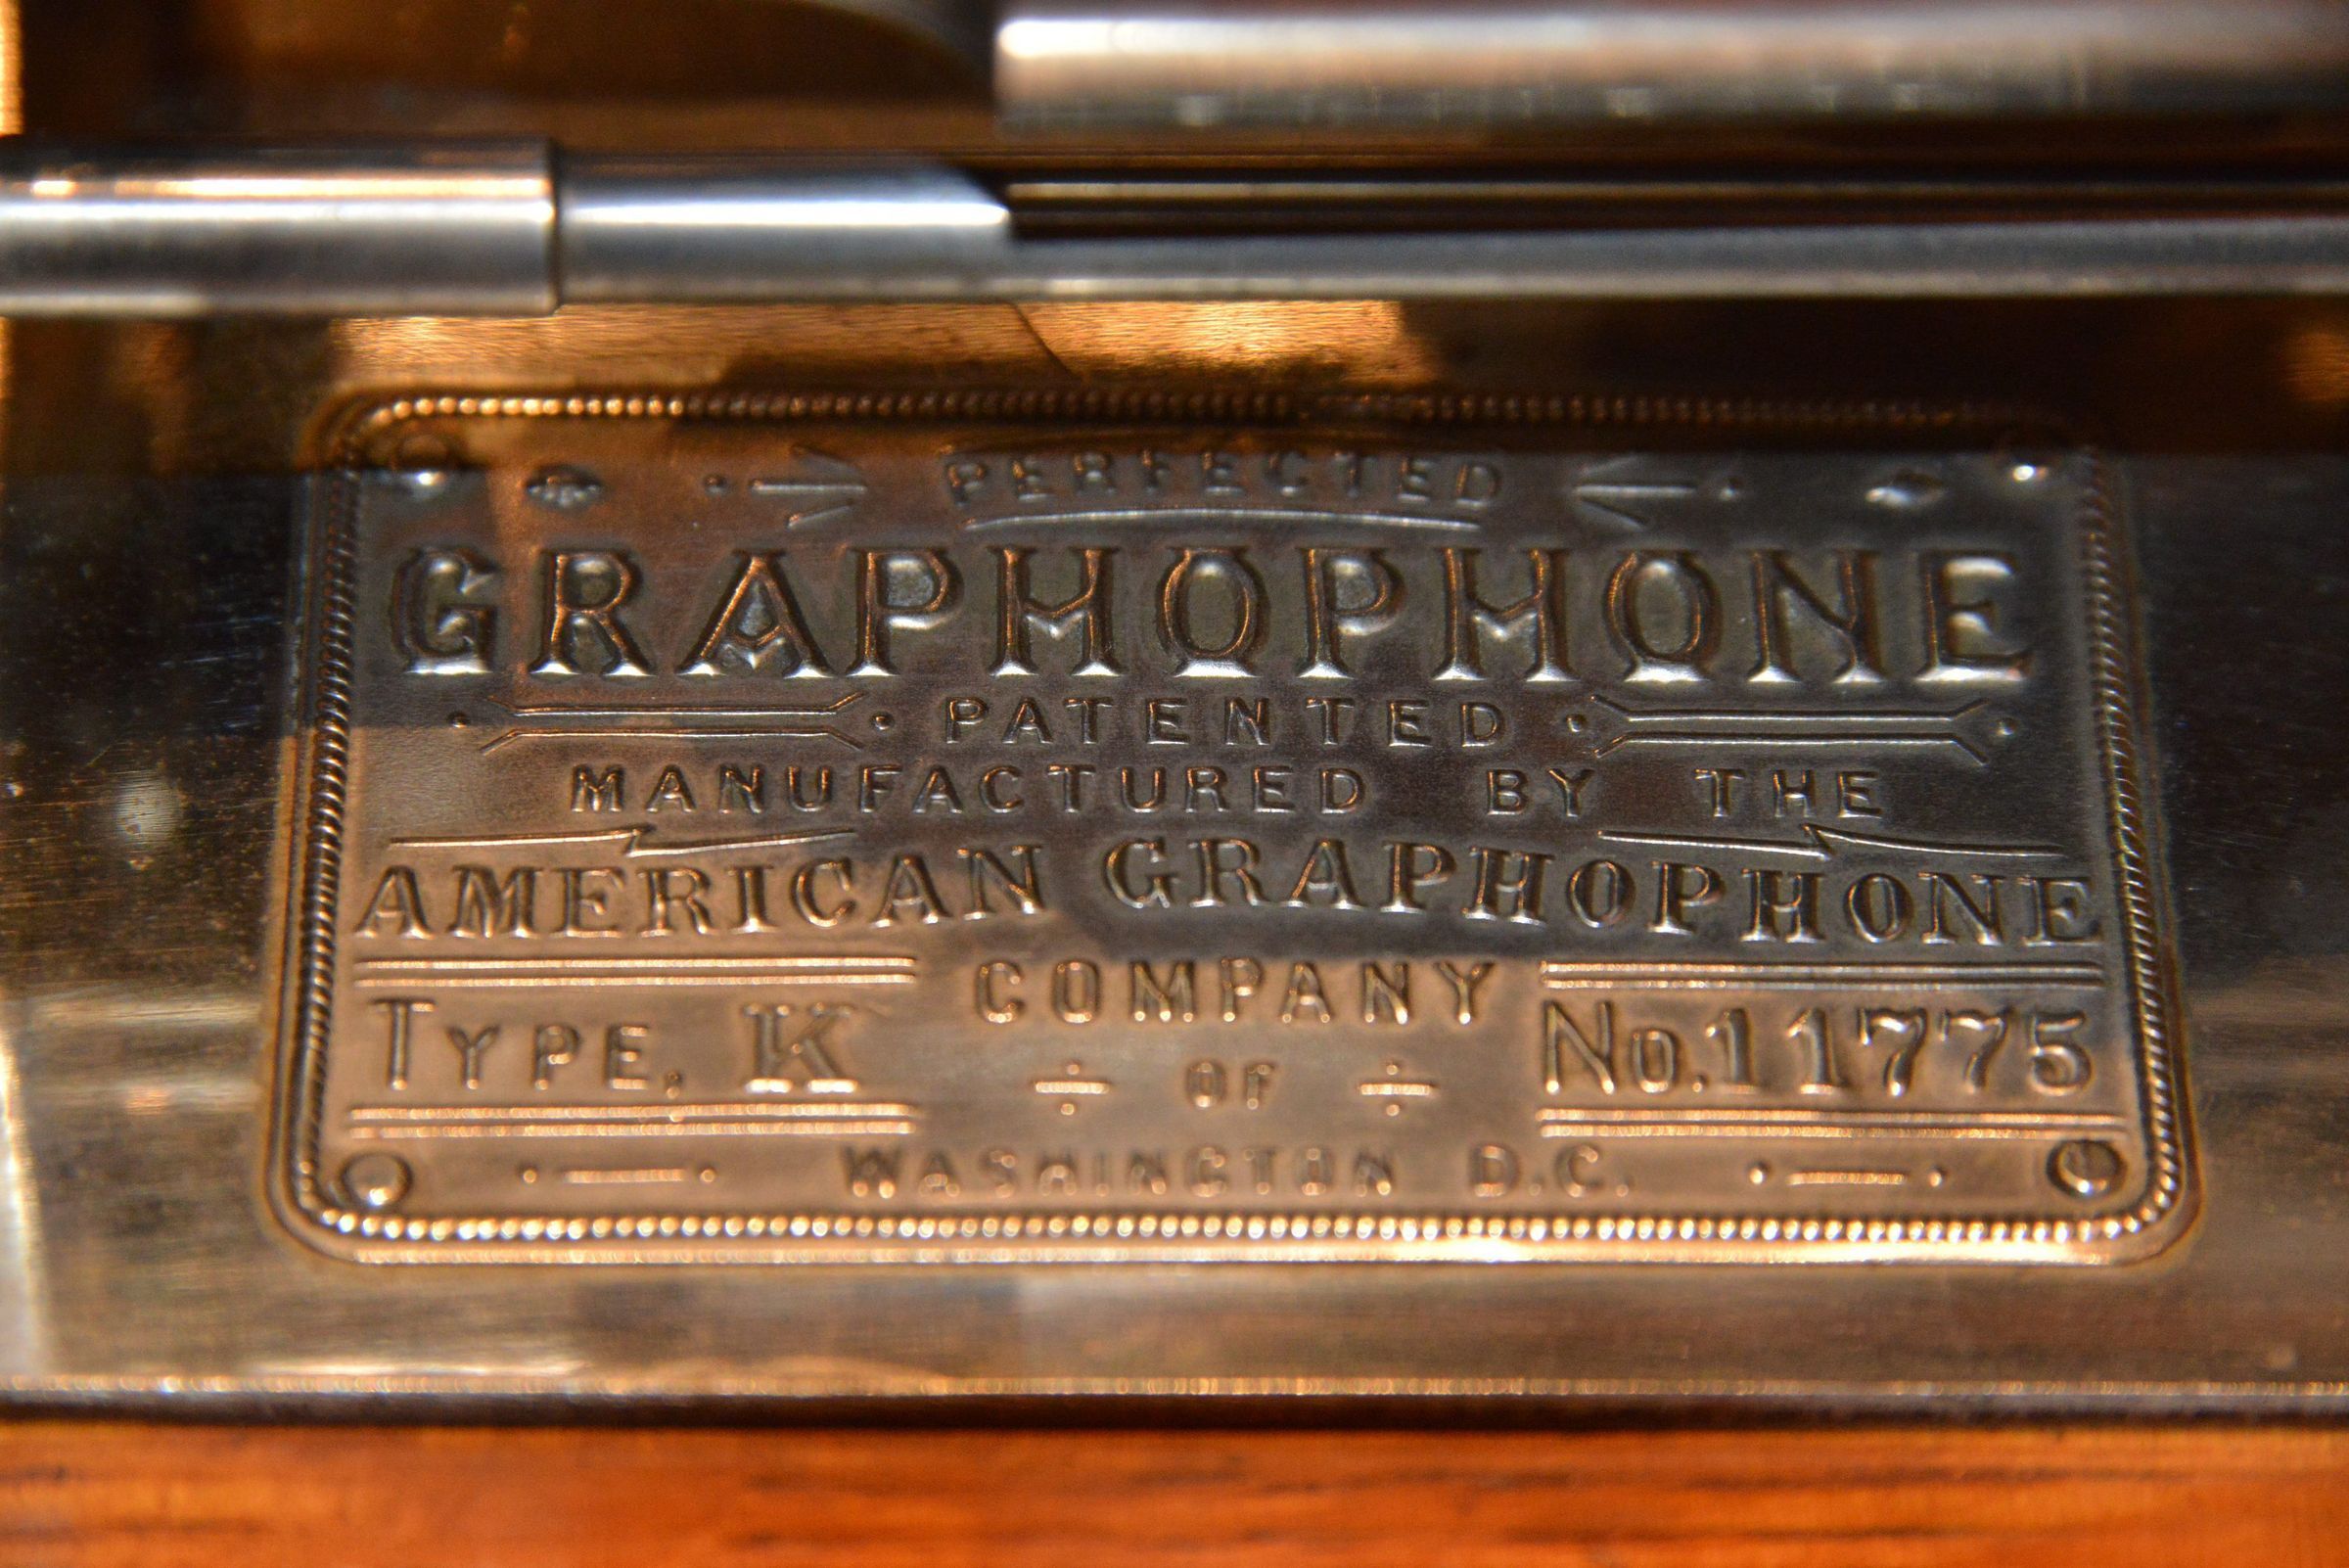 PERFECTED
GRAPHOPHONE
PATENTED
MANUFACTURED BY THE
AMERICAN GRAPHOPHONE
COMPANY
TYPE, K
No.11775
OF
WASHINGTON D.C.